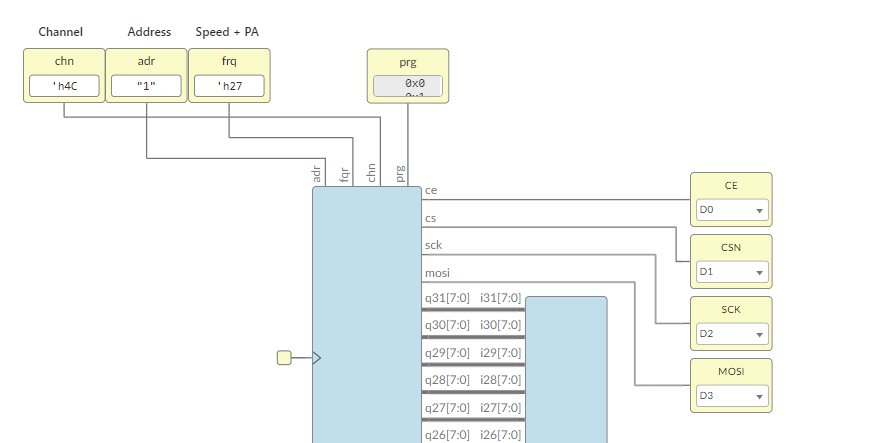 Channel Address Speed + PA
chn adr frq prg
'h4C "1" 'h27 0x0
adr fqr chn prg
ce
CE
D0
cs
CSN
D1
sck
SCK
D2
mosi
MOSI
D3
q31[7:0] i31[7:0]
q30[7:0] i30[7:0]
q29[7:0] i29[7:0]
q28[7:0] i28[7:0]
q27[7:0] i27[7:0]
q26[7:0] i26[7:0]